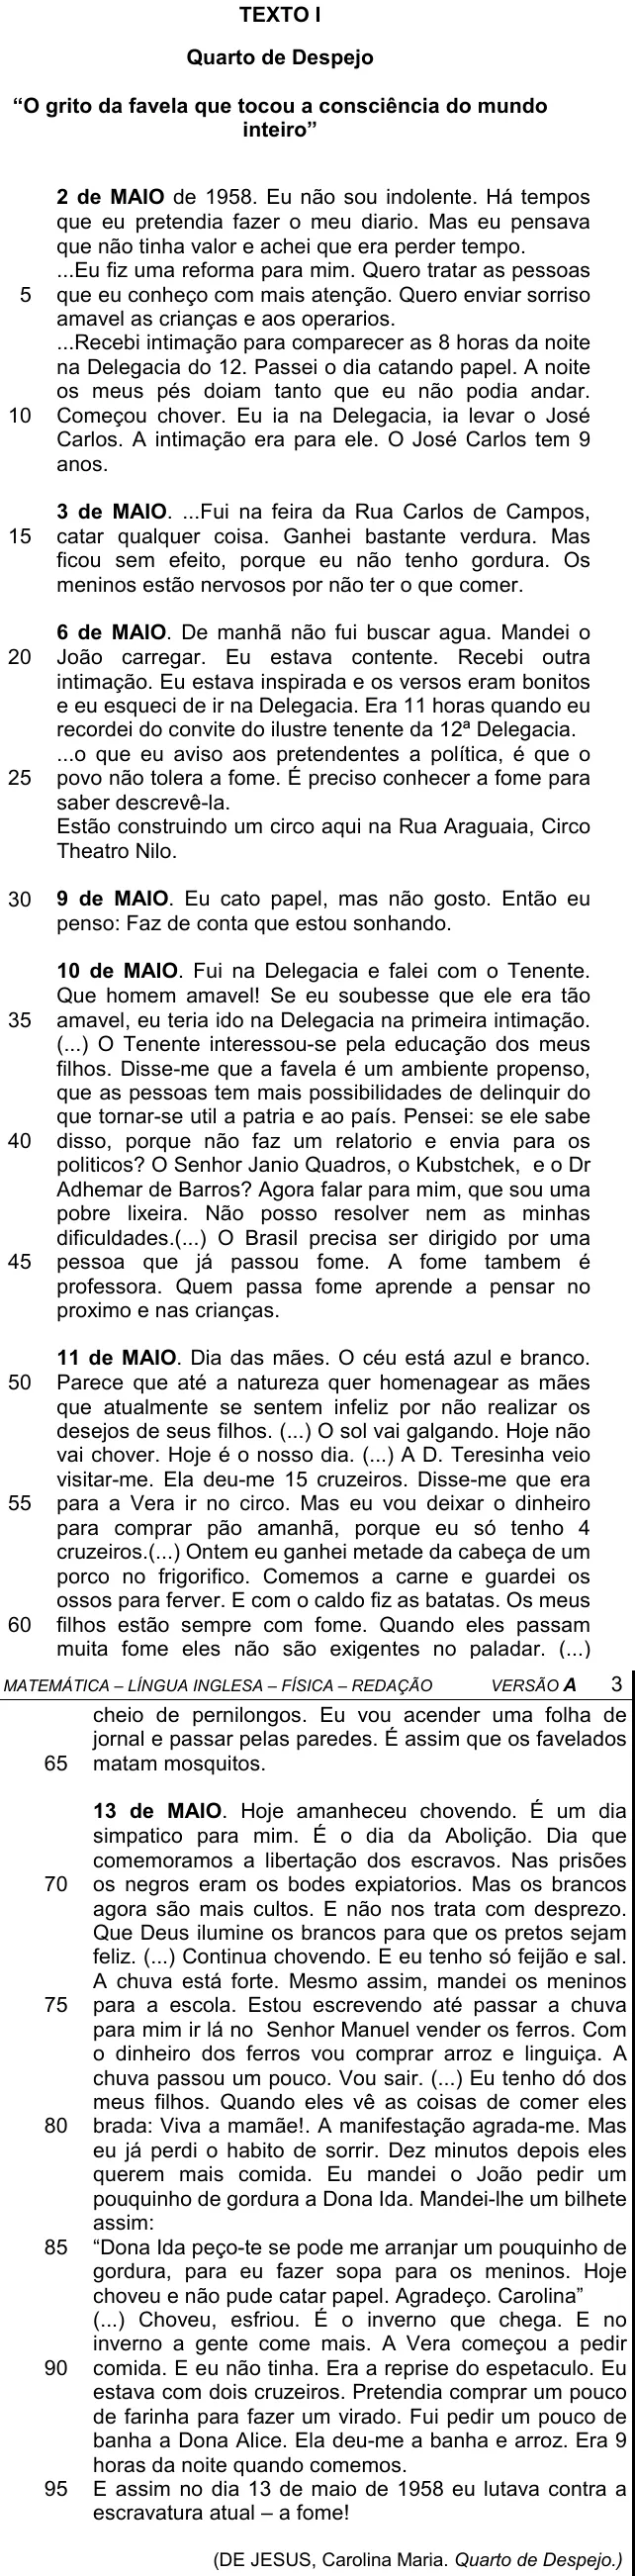 TEXTO I
Quarto de Despejo
“O grito da favela que tocou a consciência do mundo
inteiro”
2 de MAIO de 1958. Eu não sou indolente. Há tempos
que eu pretendia fazer o meu diario. Mas eu pensava
que não tinha valor e achei que era perder tempo.
...Eu fiz uma reforma para mim. Quero tratar as pessoas
5 que eu conheço com mais atenção. Quero enviar sorriso
amavel as crianças e aos operarios.
...Recebi intimação para comparecer as 8 horas da noite
na Delegacia do 12. Passei o dia catando papel. A noite
os meus pés doiam tanto que eu não podia andar.
10 Começou chover. Eu ia na Delegacia, ia levar o José
Carlos. A intimação era para ele. O José Carlos tem 9
anos.
3 de MAIO. ...Fui na feira da Rua Carlos de Campos,
15 catar qualquer coisa. Ganhei bastante verdura. Mas
ficou sem efeito, porque eu não tenho gordura. Os
meninos estão nervosos por não ter o que comer.
6 de MAIO. De manhã não fui buscar agua. Mandei o
20 João carregar. Eu estava contente. Recebi outra
intimação. Eu estava inspirada e os versos eram bonitos
e eu esqueci de ir na Delegacia. Era 11 horas quando eu
recordei do convite do ilustre tenente da 12ª Delegacia.
...o que eu aviso aos pretendentes a política, é que o
25 povo não tolera a fome. É preciso conhecer a fome para
saber descrevê-la.
Estão construindo um circo aqui na Rua Araguaia, Circo
Theatro Nilo.
30 9 de MAIO. Eu cato papel, mas não gosto. Então eu
penso: Faz de conta que estou sonhando.
10 de MAIO. Fui na Delegacia e falei com o Tenente.
Que homem amavel! Se eu soubesse que ele era tão
35 amavel, eu teria ido na Delegacia na primeira intimação.
(...) O Tenente interessou-se pela educação dos meus
filhos. Disse-me que a favela é um ambiente propenso,
que as pessoas tem mais possibilidades de delinquir do
que tornar-se util a patria e ao país. Pensei: se ele sabe
40 disso, porque não faz um relatorio e envia para os
politicos? O Senhor Janio Quadros, o Kubstchek, e o Dr
Adhemar de Barros? Agora falar para mim, que sou uma
pobre lixeira. Não posso resolver nem as minhas
dificuldades.(...) O Brasil precisa ser dirigido por uma
45 pessoa que já passou fome. A fome tambem é
professora. Quem passa fome aprende a pensar no
proximo e nas crianças.
11 de MAIO. Dia das mães. O céu está azul e branco.
50 Parece que até a natureza quer homenagear as mães
que atualmente se sentem infeliz por não realizar os
desejos de seus filhos. (...) O sol vai galgando. Hoje não
vai chover. Hoje é o nosso dia. (...) A D. Teresinha veio
visitar-me. Ela deu-me 15 cruzeiros. Disse-me que era
55 para a Vera ir no circo. Mas eu vou deixar o dinheiro
para comprar pão amanhã, porque eu só tenho 4
cruzeiros.(...) Ontem eu ganhei metade da cabeça de um
porco no frigorifico. Comemos a carne e guardei os
ossos para ferver. E com o caldo fiz as batatas. Os meus
60 filhos estão sempre com fome. Quando eles passam
muita fome eles não são exigentes no paladar. (...)
MATEMÁTICA – LÍNGUA INGLESA – FÍSICA – REDAÇÃO VERSÃO A 3
cheio de pernilongos. Eu vou acender uma folha de
jornal e passar pelas paredes. É assim que os favelados
65 matam mosquitos.
13 de MAIO. Hoje amanheceu chovendo. É um dia
simpatico para mim. É o dia da Abolição. Dia que
comemoramos a libertação dos escravos. Nas prisões
70 os negros eram os bodes expiatorios. Mas os brancos
agora são mais cultos. E não nos trata com desprezo.
Que Deus ilumine os brancos para que os pretos sejam
feliz. (...) Continua chovendo. E eu tenho só feijão e sal.
A chuva está forte. Mesmo assim, mandei os meninos
75 para a escola. Estou escrevendo até passar a chuva
para mim ir lá no Senhor Manuel vender os ferros. Com
o dinheiro dos ferros vou comprar arroz e linguiça. A
chuva passou um pouco. Vou sair. (...) Eu tenho dó dos
meus filhos. Quando eles vê as coisas de comer eles
80 brada: Viva a mamãe!. A manifestação agrada-me. Mas
eu já perdi o habito de sorrir. Dez minutos depois eles
querem mais comida. Eu mandei o João pedir um
pouquinho de gordura a Dona Ida. Mandei-lhe um bilhete
assim:
85 “Dona Ida peço-te se pode me arranjar um pouquinho de
gordura, para eu fazer sopa para os meninos. Hoje
choveu e não pude catar papel. Agradeço. Carolina”
(...) Choveu, esfriou. É o inverno que chega. E no
inverno a gente come mais. A Vera começou a pedir
90 comida. E eu não tinha. Era a reprise do espetaculo. Eu
estava com dois cruzeiros. Pretendia comprar um pouco
de farinha para fazer um virado. Fui pedir um pouco de
banha a Dona Alice. Ela deu-me a banha e arroz. Era 9
horas da noite quando comemos.
95 E assim no dia 13 de maio de 1958 eu lutava contra a
escravatura atual – a fome!
(DE JESUS, Carolina Maria. Quarto de Despejo.)